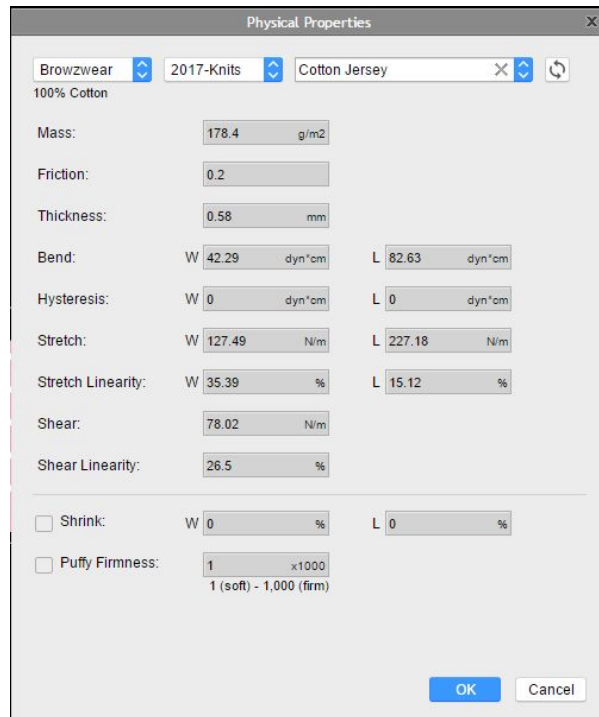 Physical Properties X
Browzwear 2017-Knits Cotton Jersey
100% Cotton
Mass: 178.4 g/m2
Friction: 0.2
Thickness: 0.58 mm
Bend: W 42.29 dyn*cm L 82.63 dyn*cm
Hysteresis: W 0 dyn*cm L 0 dyn*cm
Stretch: W 127.49 N/m L 227.18 N/m
Stretch Linearity: W 35.39 % L 15.12 %
Shear: 78.02 N/m
Shear Linearity: 26.5 %
Shrink: W 0 % L 0 %
Puffy Firmness: 1 x1000
1 (soft) - 1,000 (firm)
OK Cancel